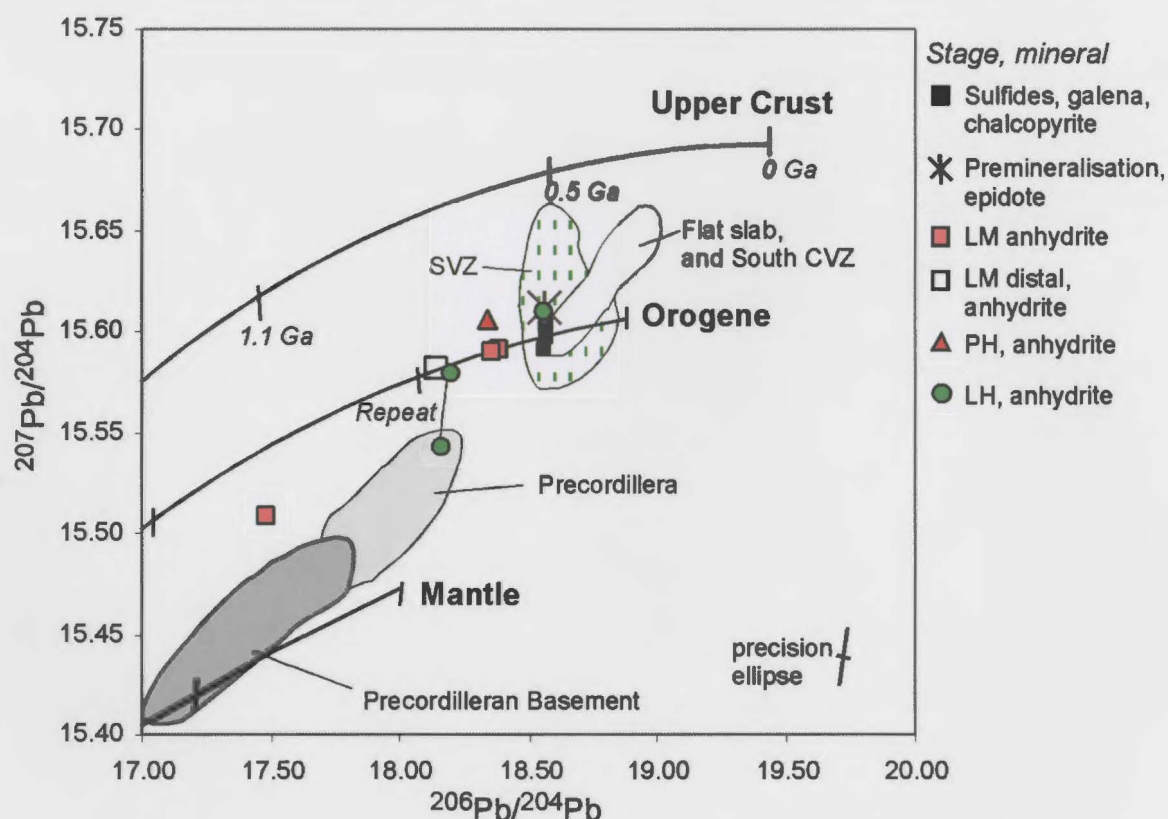 15.75
15.70
15.65
15.60
15.55
15.50
15.45
15.40
207Pb/204Pb
17.00 17.50 18.00 18.50 19.00 19.50 20.00
206Pb/204Pb
Upper Crust
0 Ga
0.5 Ga
1.1 Ga
SVZ
Flat slab,
and South CVZ
Orogene
Repeat
Precordillera
Mantle
Precordilleran Basement
precision
ellipse
Stage, mineral
Sulfides, galena,
chalcopyrite
Premineralisation,
epidote
LM anhydrite
LM distal,
anhydrite
PH, anhydrite
LH, anhydrite